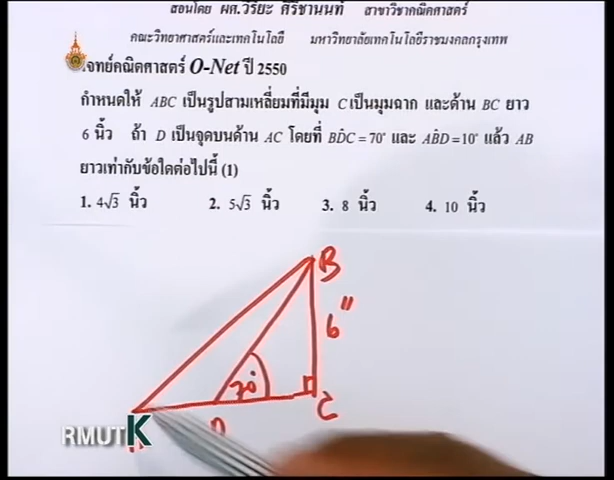 สอนโดย ผศ.วิริยะ ศิริชานนท์ สาขาวิชาคณิตศาสตร์
คณะวิทยาศาสตร์และเทคโนโลยี มหาวิทยาลัยเทคโนโลยีราชมงคลกรุงเทพ
โจทย์คณิตศาสตร์ O-Net ปี 2550
กำหนดให้ ABC เป็นรูปสามเหลี่ยมที่มีมุม C เป็นมุมฉาก และด้าน BC ยาว
6 นิ้ว ถ้า D เป็นจุดบนด้าน AC โดยที่ BD̂C = 70° และ AB̂D = 10° แล้ว AB
ยาวเท่ากับข้อใดต่อไปนี้ (1)
1. 4√3 นิ้ว 2. 5√3 นิ้ว 3. 8 นิ้ว 4. 10 นิ้ว
B
6"
70°
C
RMUTK